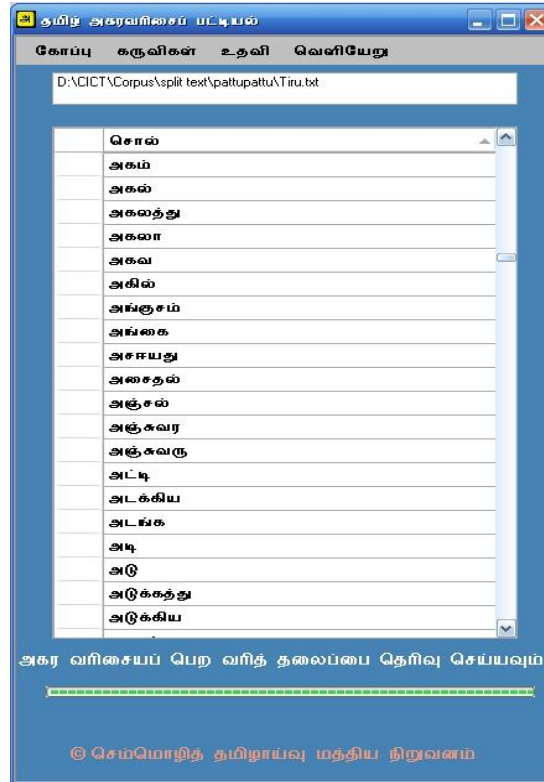 அ தமிழ் அகரவரிசைப் பட்டியல்
கோப்பு கருவிகள் உதவி வெளியேறு
D:\CICT\Corpus\split text\pattupattu\Tiru.txt
சொல்
அகம்
அகல்
அகலத்து
அகலா
அகவ
அகில்
அங்குசம்
அங்கை
அசாஈயது
அசைதல்
அஞ்சல்
அஞ்சுவர
அஞ்சுவரு
அட்டி
அடக்கிய
அடங்க
அடி
அடு
அடுக்கத்து
அடுக்கிய
அகர வரிசையப் பெற வரித் தலைப்பை தெரிவு செய்யவும்
© செம்மொழித் தமிழாய்வு மத்திய நிறுவனம்